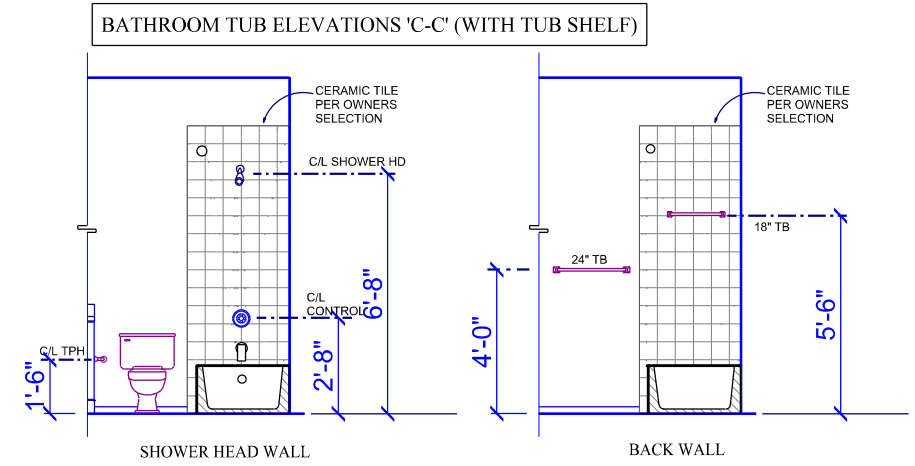 BATHROOM TUB ELEVATIONS 'C-C' (WITH TUB SHELF)
CERAMIC TILE
PER OWNERS
SELECTION
C/L SHOWER HD
C/L
CONTROL
C/L TPH
1'-6"
2'-8"
6'-8"
SHOWER HEAD WALL
CERAMIC TILE
PER OWNERS
SELECTION
18" TB
24" TB
4'-0"
5'-6"
BACK WALL